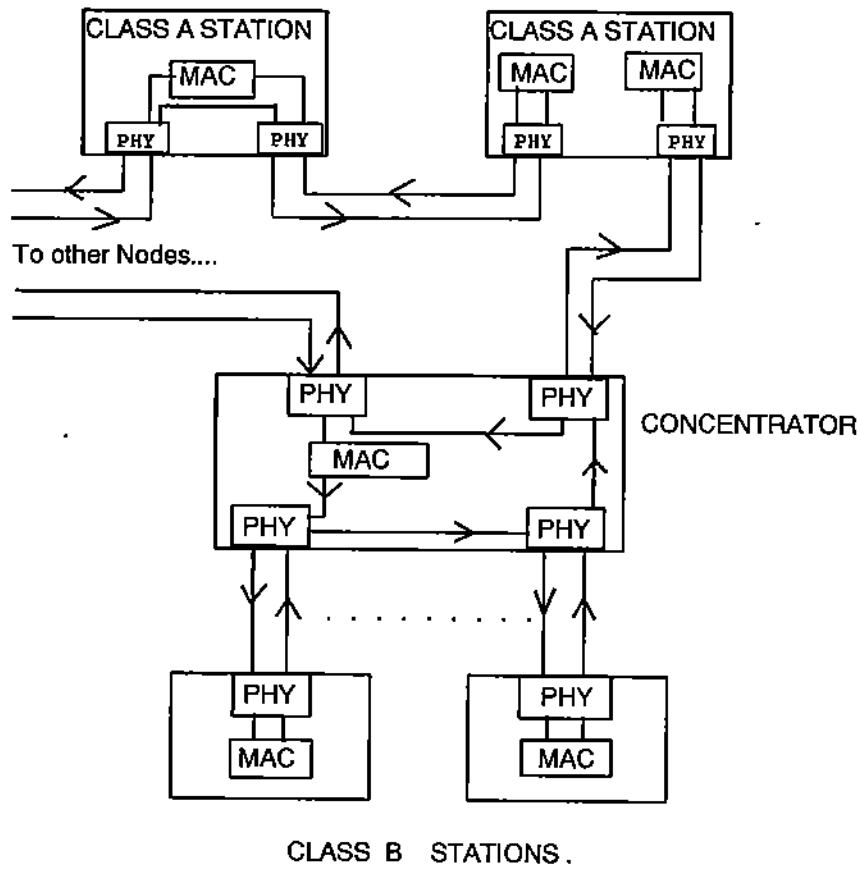 CLASS A STATION
MAC
PHY PHY
CLASS A STATION
MAC MAC
PHY PHY
To other Nodes....
PHY PHY
CONCENTRATOR
MAC
PHY PHY
PHY PHY
MAC MAC
CLASS B STATIONS.